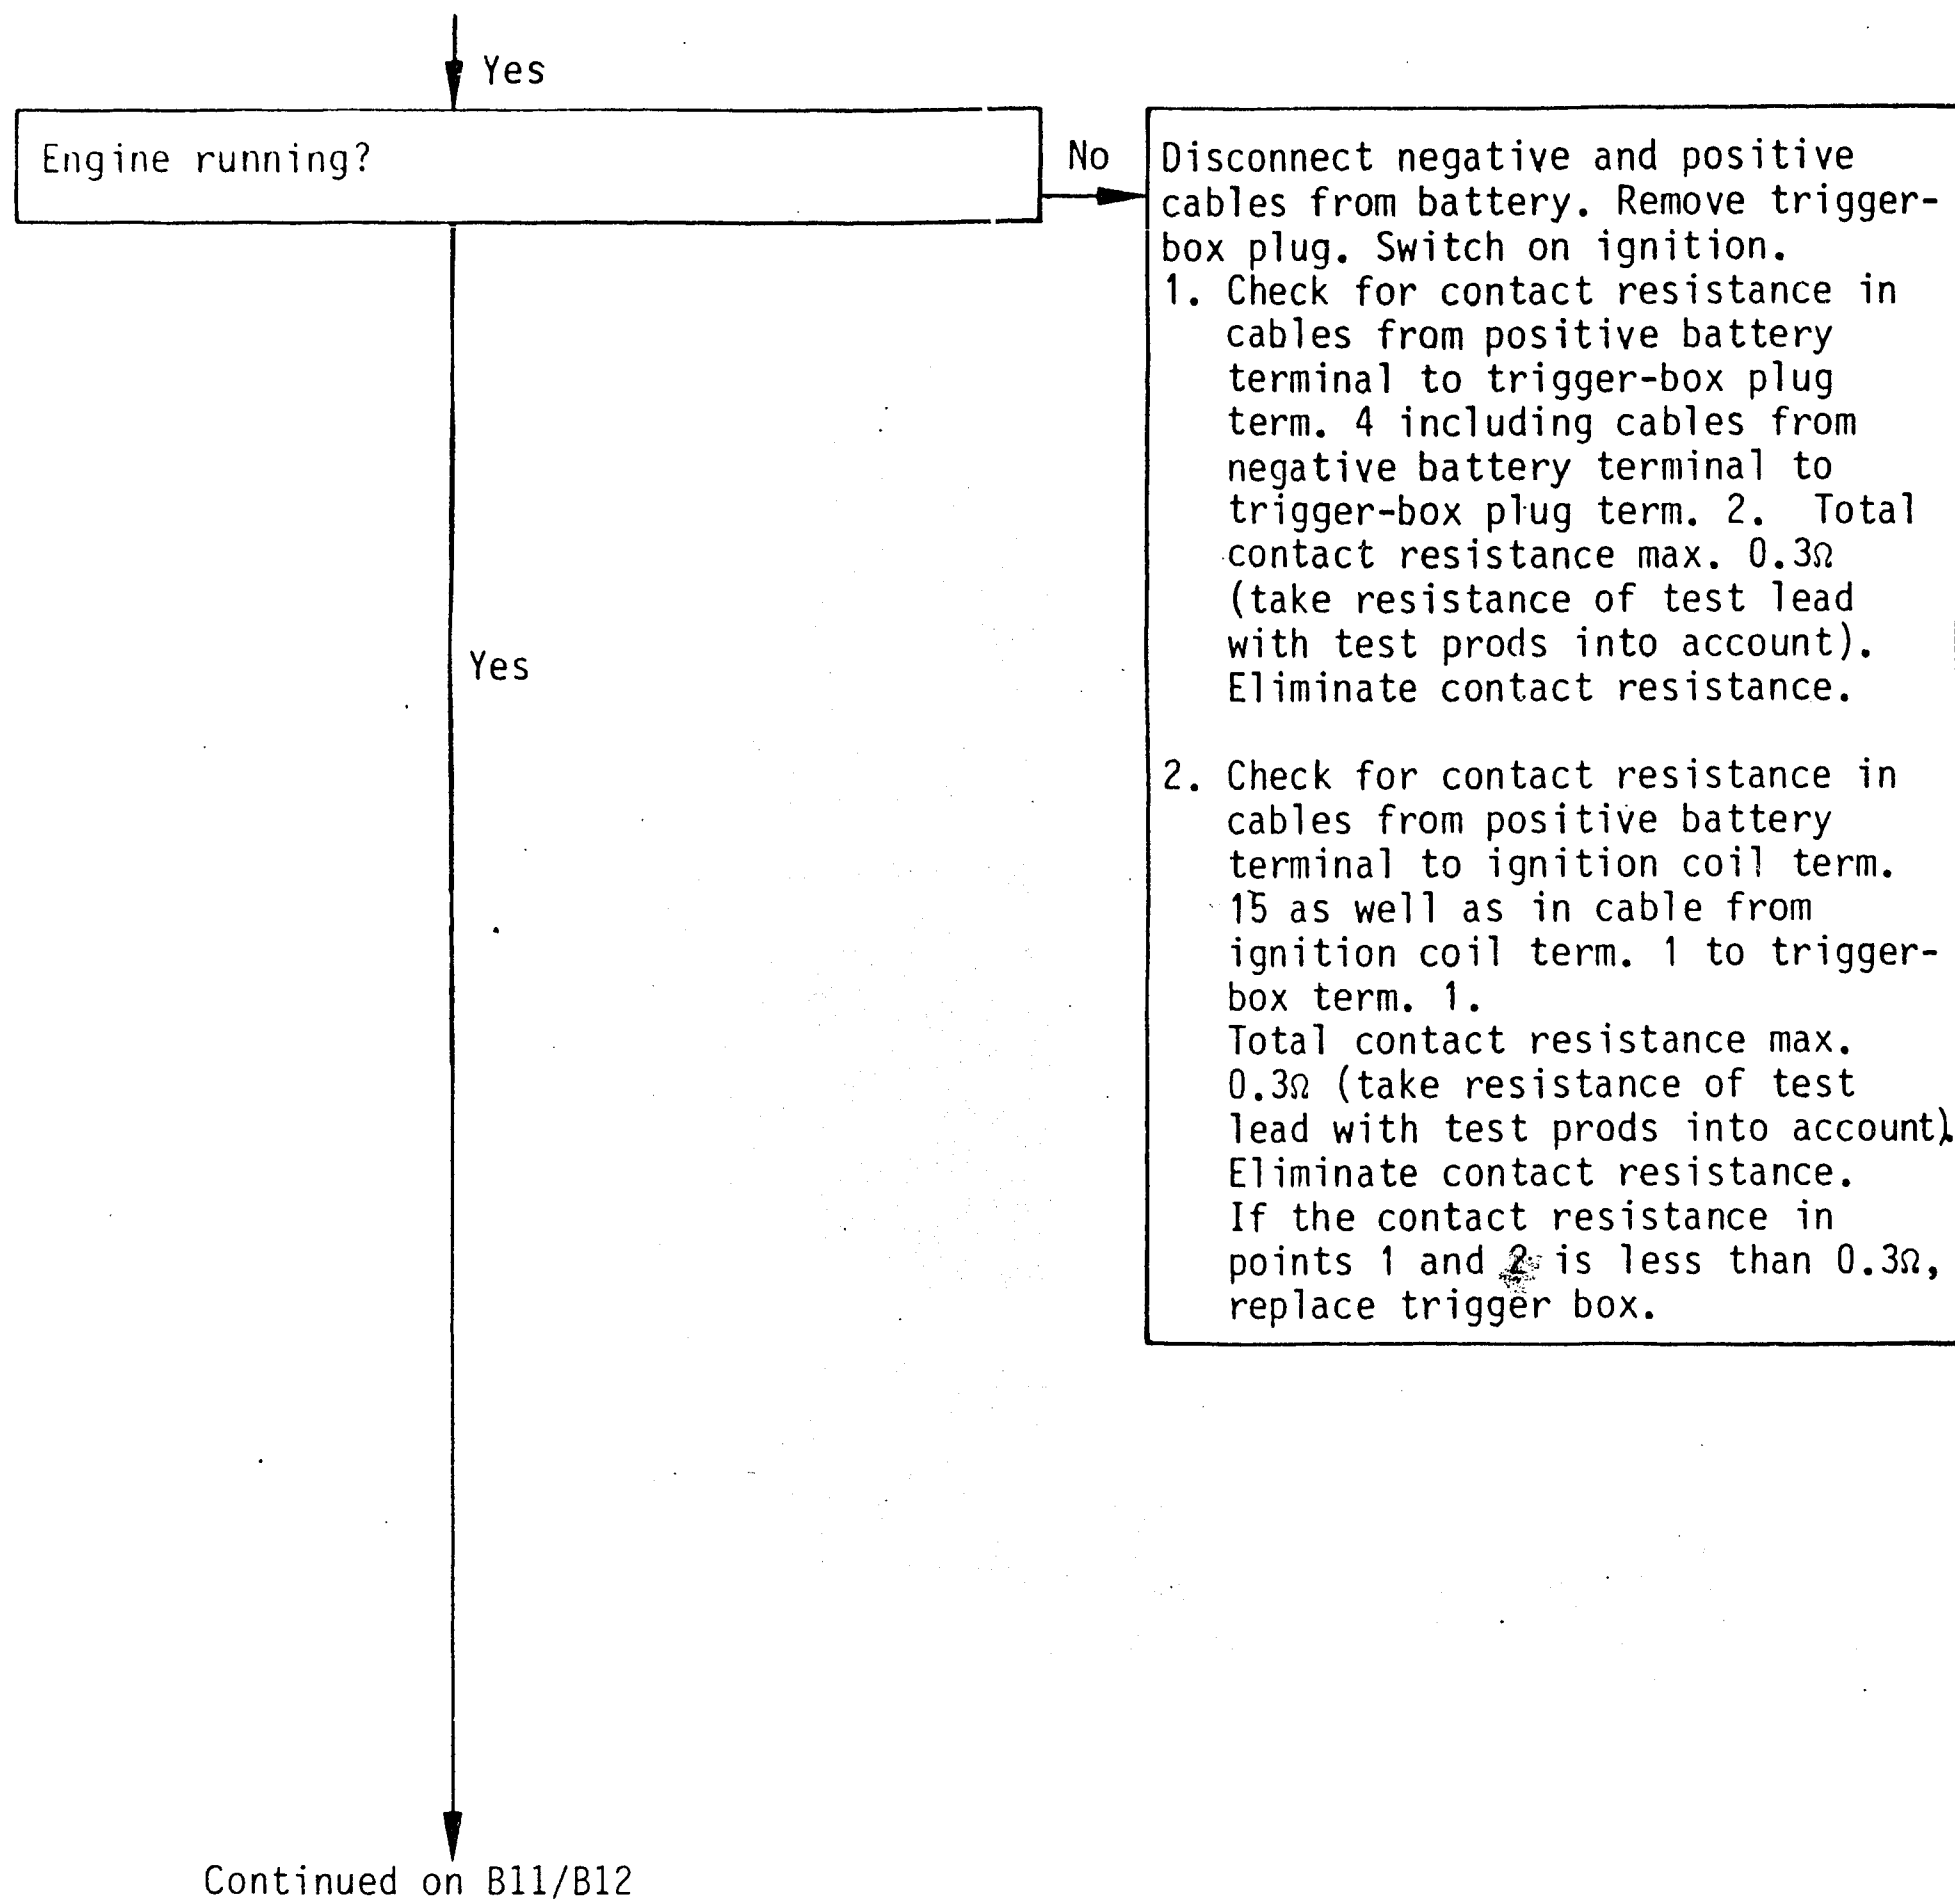 Yes
Engine running?
No
Disconnect negative and positive
cables from battery. Remove trigger-
box plug. Switch on ignition.
1. Check for contact resistance in
cables from positive battery
terminal to trigger-box plug
term. 4 including cables from
negative battery terminal to
trigger-box plug term. 2. Total
contact resistance max. 0.3Ω
(take resistance of test lead
with test prods into account).
Eliminate contact resistance.
2. Check for contact resistance in
cables from positive battery
terminal to ignition coil term.
15 as well as in cable from
ignition coil term. 1 to trigger-
box term. 1.
Total contact resistance max.
0.3Ω (take resistance of test
lead with test prods into account).
Eliminate contact resistance.
If the contact resistance in
points 1 and 2 is less than 0.3Ω,
replace trigger box.
Yes
Continued on B11/B12